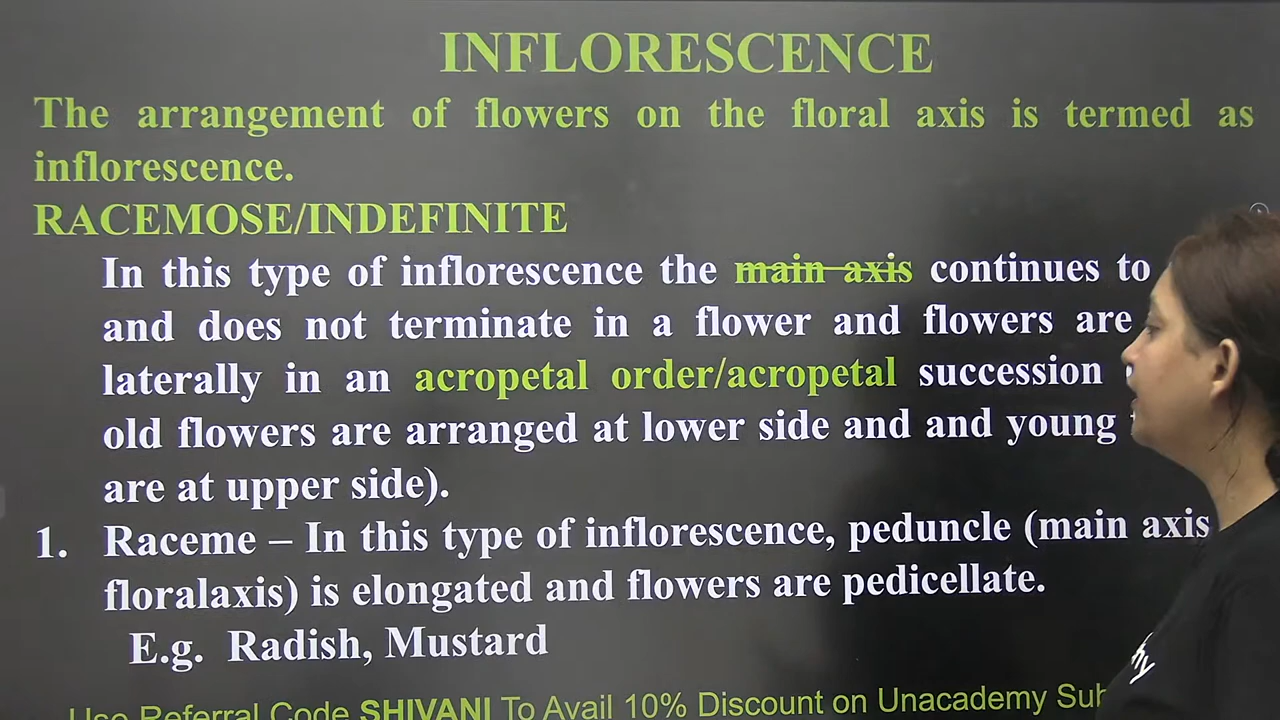 INFLORESCENCE
The arrangement of flowers on the floral axis is termed as
inflorescence.
RACEMOSE/INDEFINITE
In this type of inflorescence the main axis continues to
and does not terminate in a flower and flowers are
laterally in an acropetal order/acropetal succession
old flowers are arranged at lower side and and young
are at upper side).
1. Raceme – In this type of inflorescence, peduncle (main axis
floralaxis) is elongated and flowers are pedicellate.
E.g. Radish, Mustard
Use Referral Code SHIVANI To Avail 10% Discount on Unacademy